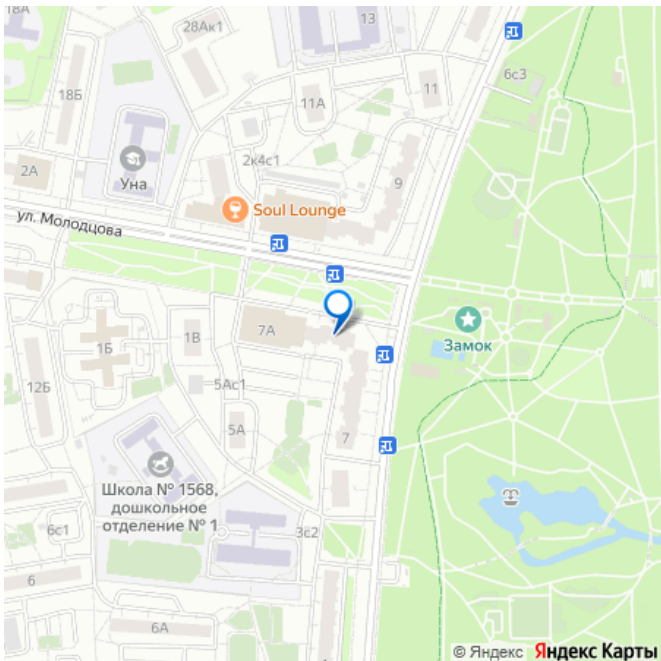 18А
28Ак1
13
6с3
18Б
11А
11
2А
Уна
2к4с1
9
Soul Lounge
ул. Молодцова
7А
1В
1Б
Замок
12Б
5Ас1
5А
7
Школа № 1568,
дошкольное
отделение № 1
6с1
3с2
6
6А
© Яндекс Яндекс Карты